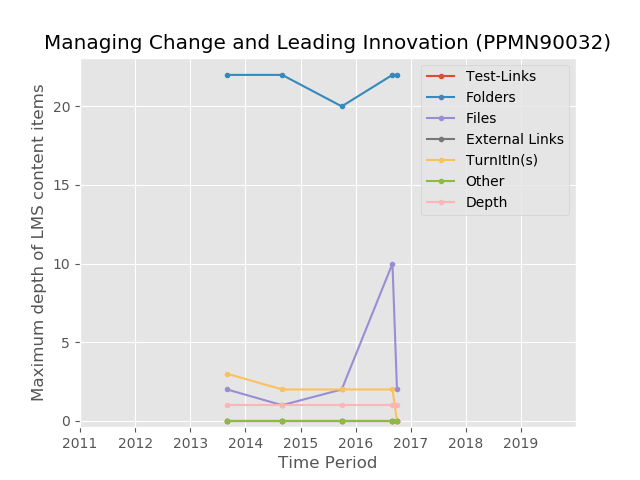 Managing Change and Leading Innovation (PPMN90032)
Test-Links
Folders
Files
External Links
TurnItIn(s)
Other
Depth
Maximum depth of LMS content items
20
15
10
5
0
2011 2012 2013 2014 2015 2016 2017 2018 2019
Time Period